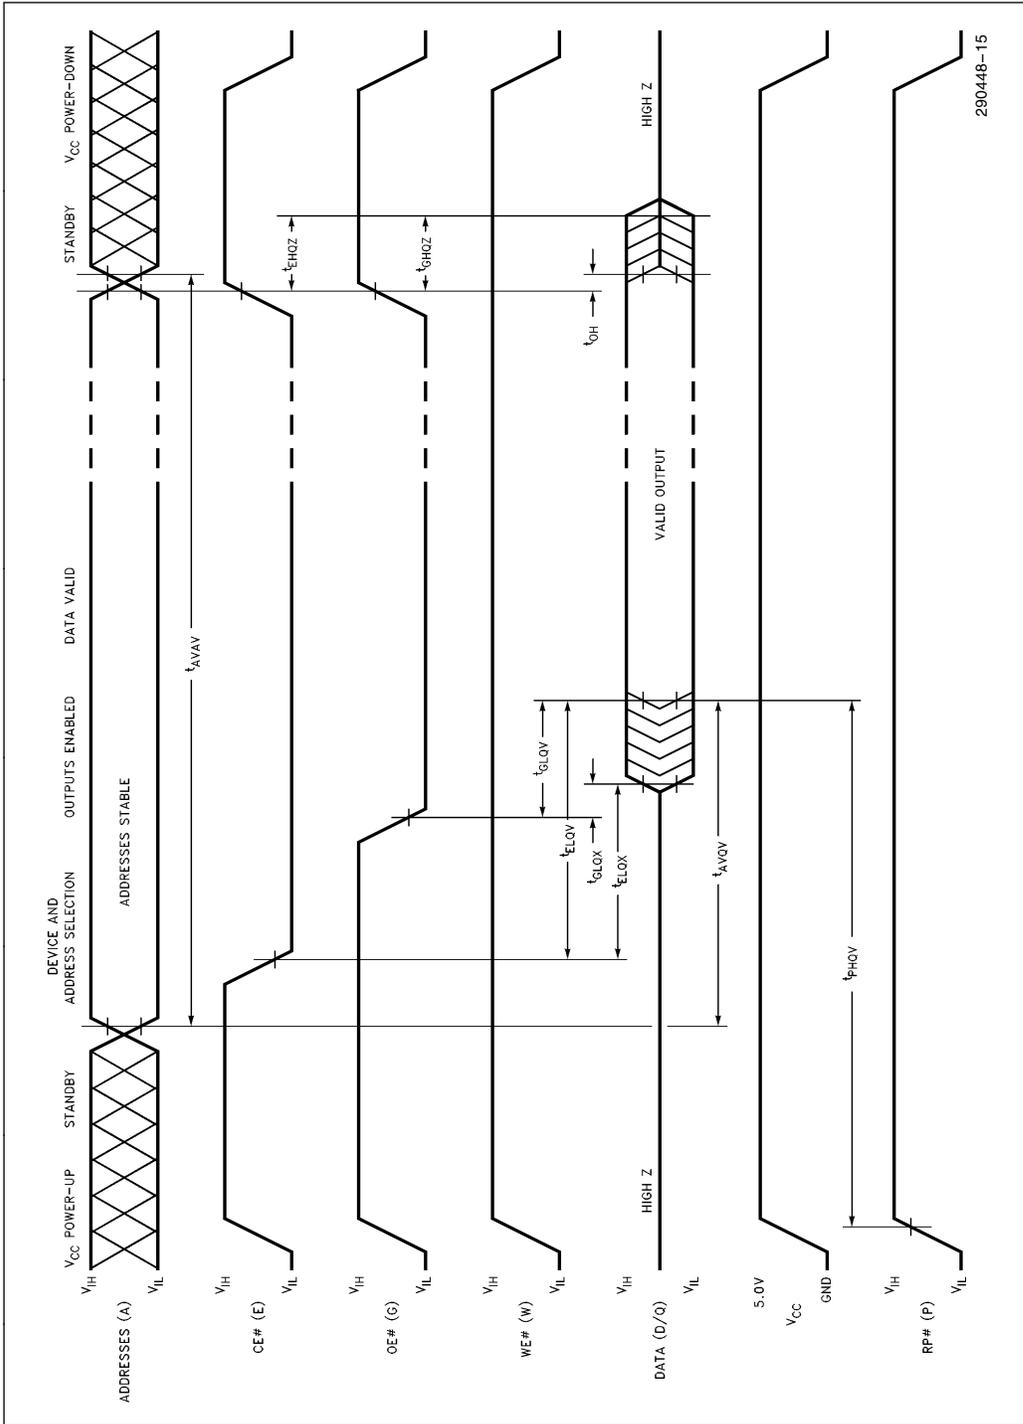 VCC POWER-UP
STANDBY
DEVICE AND
ADDRESS SELECTION
OUTPUTS ENABLED
DATA VALID
STANDBY
VCC POWER-DOWN
VIH
ADDRESSES (A)
ADDRESSES STABLE
VIL
tAVAV
VIH
CE# (E)
VIL
tEHQZ
VIH
OE# (G)
VIL
tGHQZ
VIH
WE# (W)
VIL
tGLQV
tELQV
tGLQX
tOH
tELQX
VIH
DATA (D/Q)
HIGH Z
VALID OUTPUT
HIGH Z
VIL
tAVQV
5.0V
VCC
GND
tPHQV
VIH
RP# (P)
VIL
290448-15